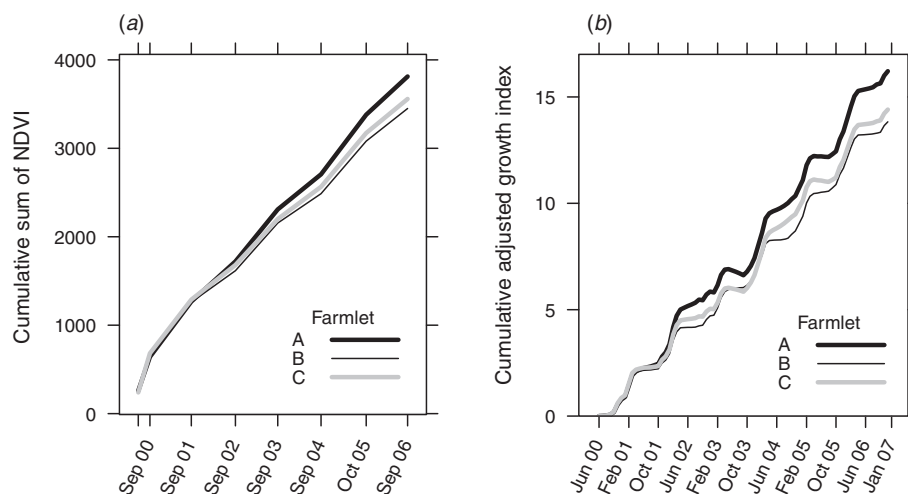 (a)
Cumulative sum of NDVI
4000
3000
2000
1000
0
Farmlet
A
B
C
Sep 00
Sep 01
Sep 02
Sep 03
Sep 04
Oct 05
Sep 06
(b)
Cumulative adjusted growth index
15
10
5
0
Farmlet
A
B
C
Jun 00
Feb 01
Oct 01
Jun 02
Feb 03
Oct 03
Jun 04
Feb 05
Oct 05
Jun 06
Jan 07